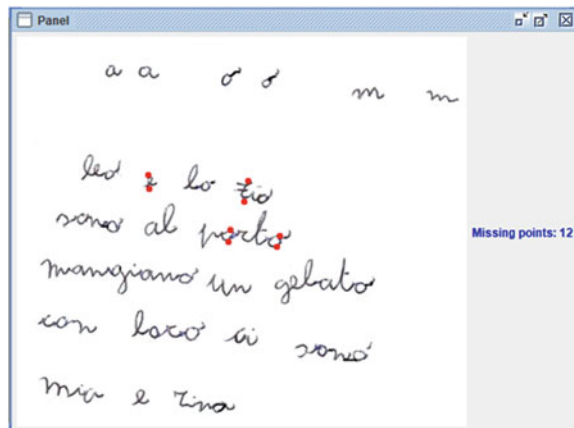 Panel
a a o o m m
leo e lo zio
sono al porto
Missing points: 12
mangiano un gelato
con loro ci sono
mia e zina